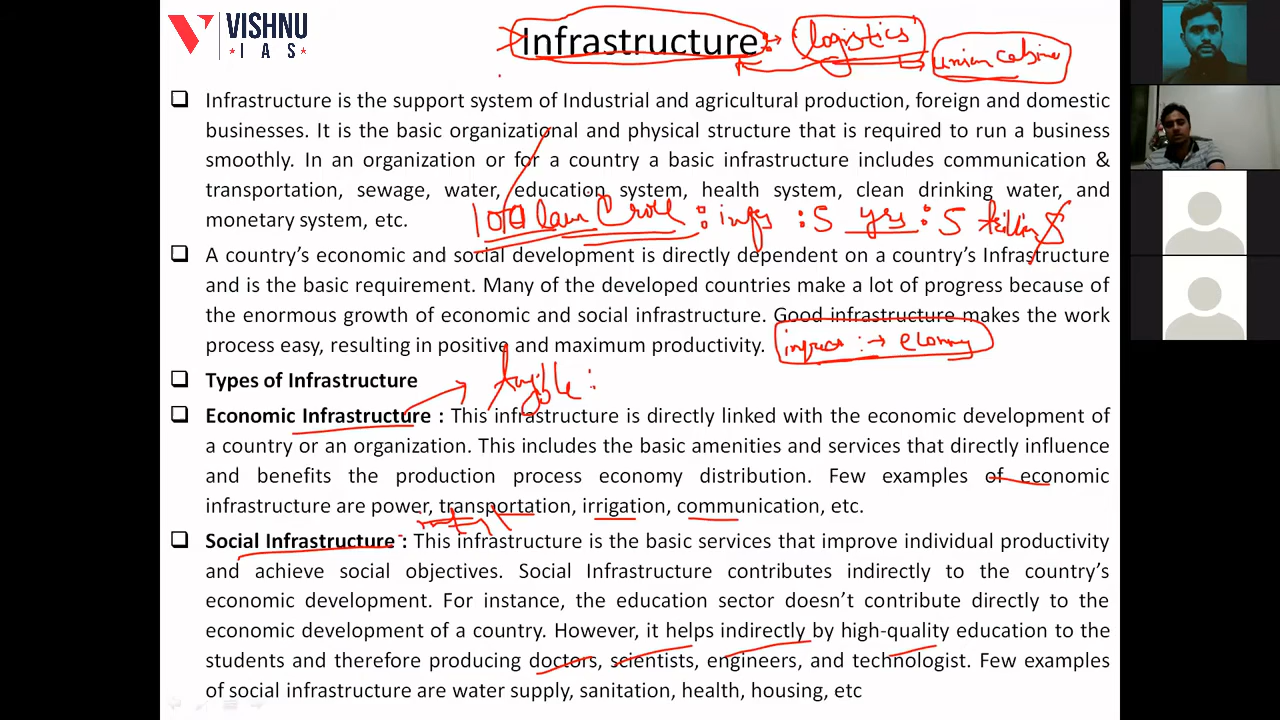 VISHNU
IAS
Infrastructure :→ logistics
union cabine
❑ Infrastructure is the support system of Industrial and agricultural production, foreign and domestic
businesses. It is the basic organizational and physical structure that is required to run a business
smoothly. In an organization or for a country a basic infrastructure includes communication &
transportation, sewage, water, education system, health system, clean drinking water, and
monetary system, etc.
: 5 yrs : 5 trillion $
❑ A country's economic and social development is directly dependent on a country's Infrastructure
and is the basic requirement. Many of the developed countries make a lot of progress because of
the enormous growth of economic and social infrastructure. Good infrastructure makes the work
process easy, resulting in positive and maximum productivity.
❑ Types of Infrastructure
❑ Economic Infrastructure : This infrastructure is directly linked with the economic development of
a country or an organization. This includes the basic amenities and services that directly influence
and benefits the production process economy distribution. Few examples of economic
infrastructure are power, transportation, irrigation, communication, etc.
❑ Social Infrastructure : This infrastructure is the basic services that improve individual productivity
and achieve social objectives. Social Infrastructure contributes indirectly to the country's
economic development. For instance, the education sector doesn't contribute directly to the
economic development of a country. However, it helps indirectly by high-quality education to the
students and therefore producing doctors, scientists, engineers, and technologist. Few examples
of social infrastructure are water supply, sanitation, health, housing, etc